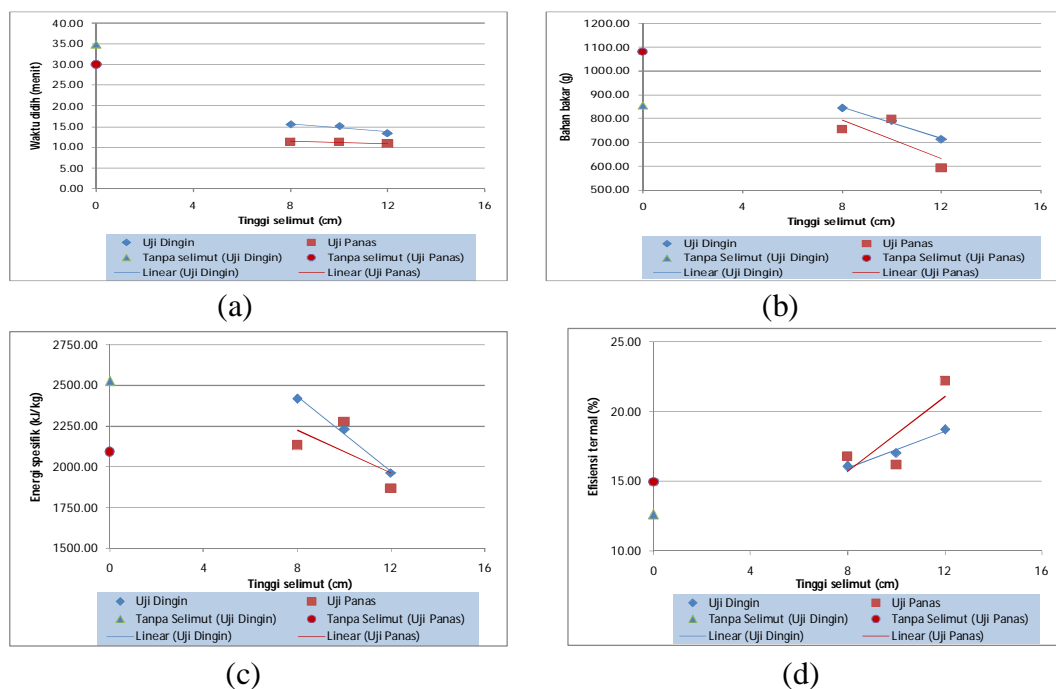 40.00
35.00
30.00
25.00
20.00
15.00
10.00
5.00
0.00
Waktu didih (menit)
0 4 8 12 16
Tinggi selimut (cm)
Uji Dingin Uji Panas
Tanpa selimut (Uji Dingin) Tanpa Selimut (Uji Panas)
Linear (Uji Dingin) Linear (Uji Panas)
(a)
1200.00
1100.00
1000.00
900.00
800.00
700.00
600.00
500.00
Bahan bakar (g)
0 4 8 12 16
Tinggi selimut (cm)
Uji Dingin Uji Panas
Tanpa Selimut (Uji Dingin) Tanpa Selimut (Uji Panas)
Linear (Uji Dingin) Linear (Uji Panas)
(b)
2750.00
2500.00
2250.00
2000.00
1750.00
1500.00
Energi spesifik (kJ/kg)
0 4 8 12 16
Tinggi selimut (cm)
Uji Dingin Uji Panas
Tanpa Selimut (Uji Dingin) Tanpa Selimut (Uji Panas)
Linear (Uji Dingin) Linear (Uji Panas)
(c)
25.00
20.00
15.00
10.00
Efisiensi termal (%)
0 4 8 12 16
Tinggi selimut (cm)
Uji Dingin Uji Panas
Tanpa Selimut (Uji Dingin) Tanpa Selimut (Uji Panas)
Linear (Uji Dingin) Linear (Uji Panas)
(d)